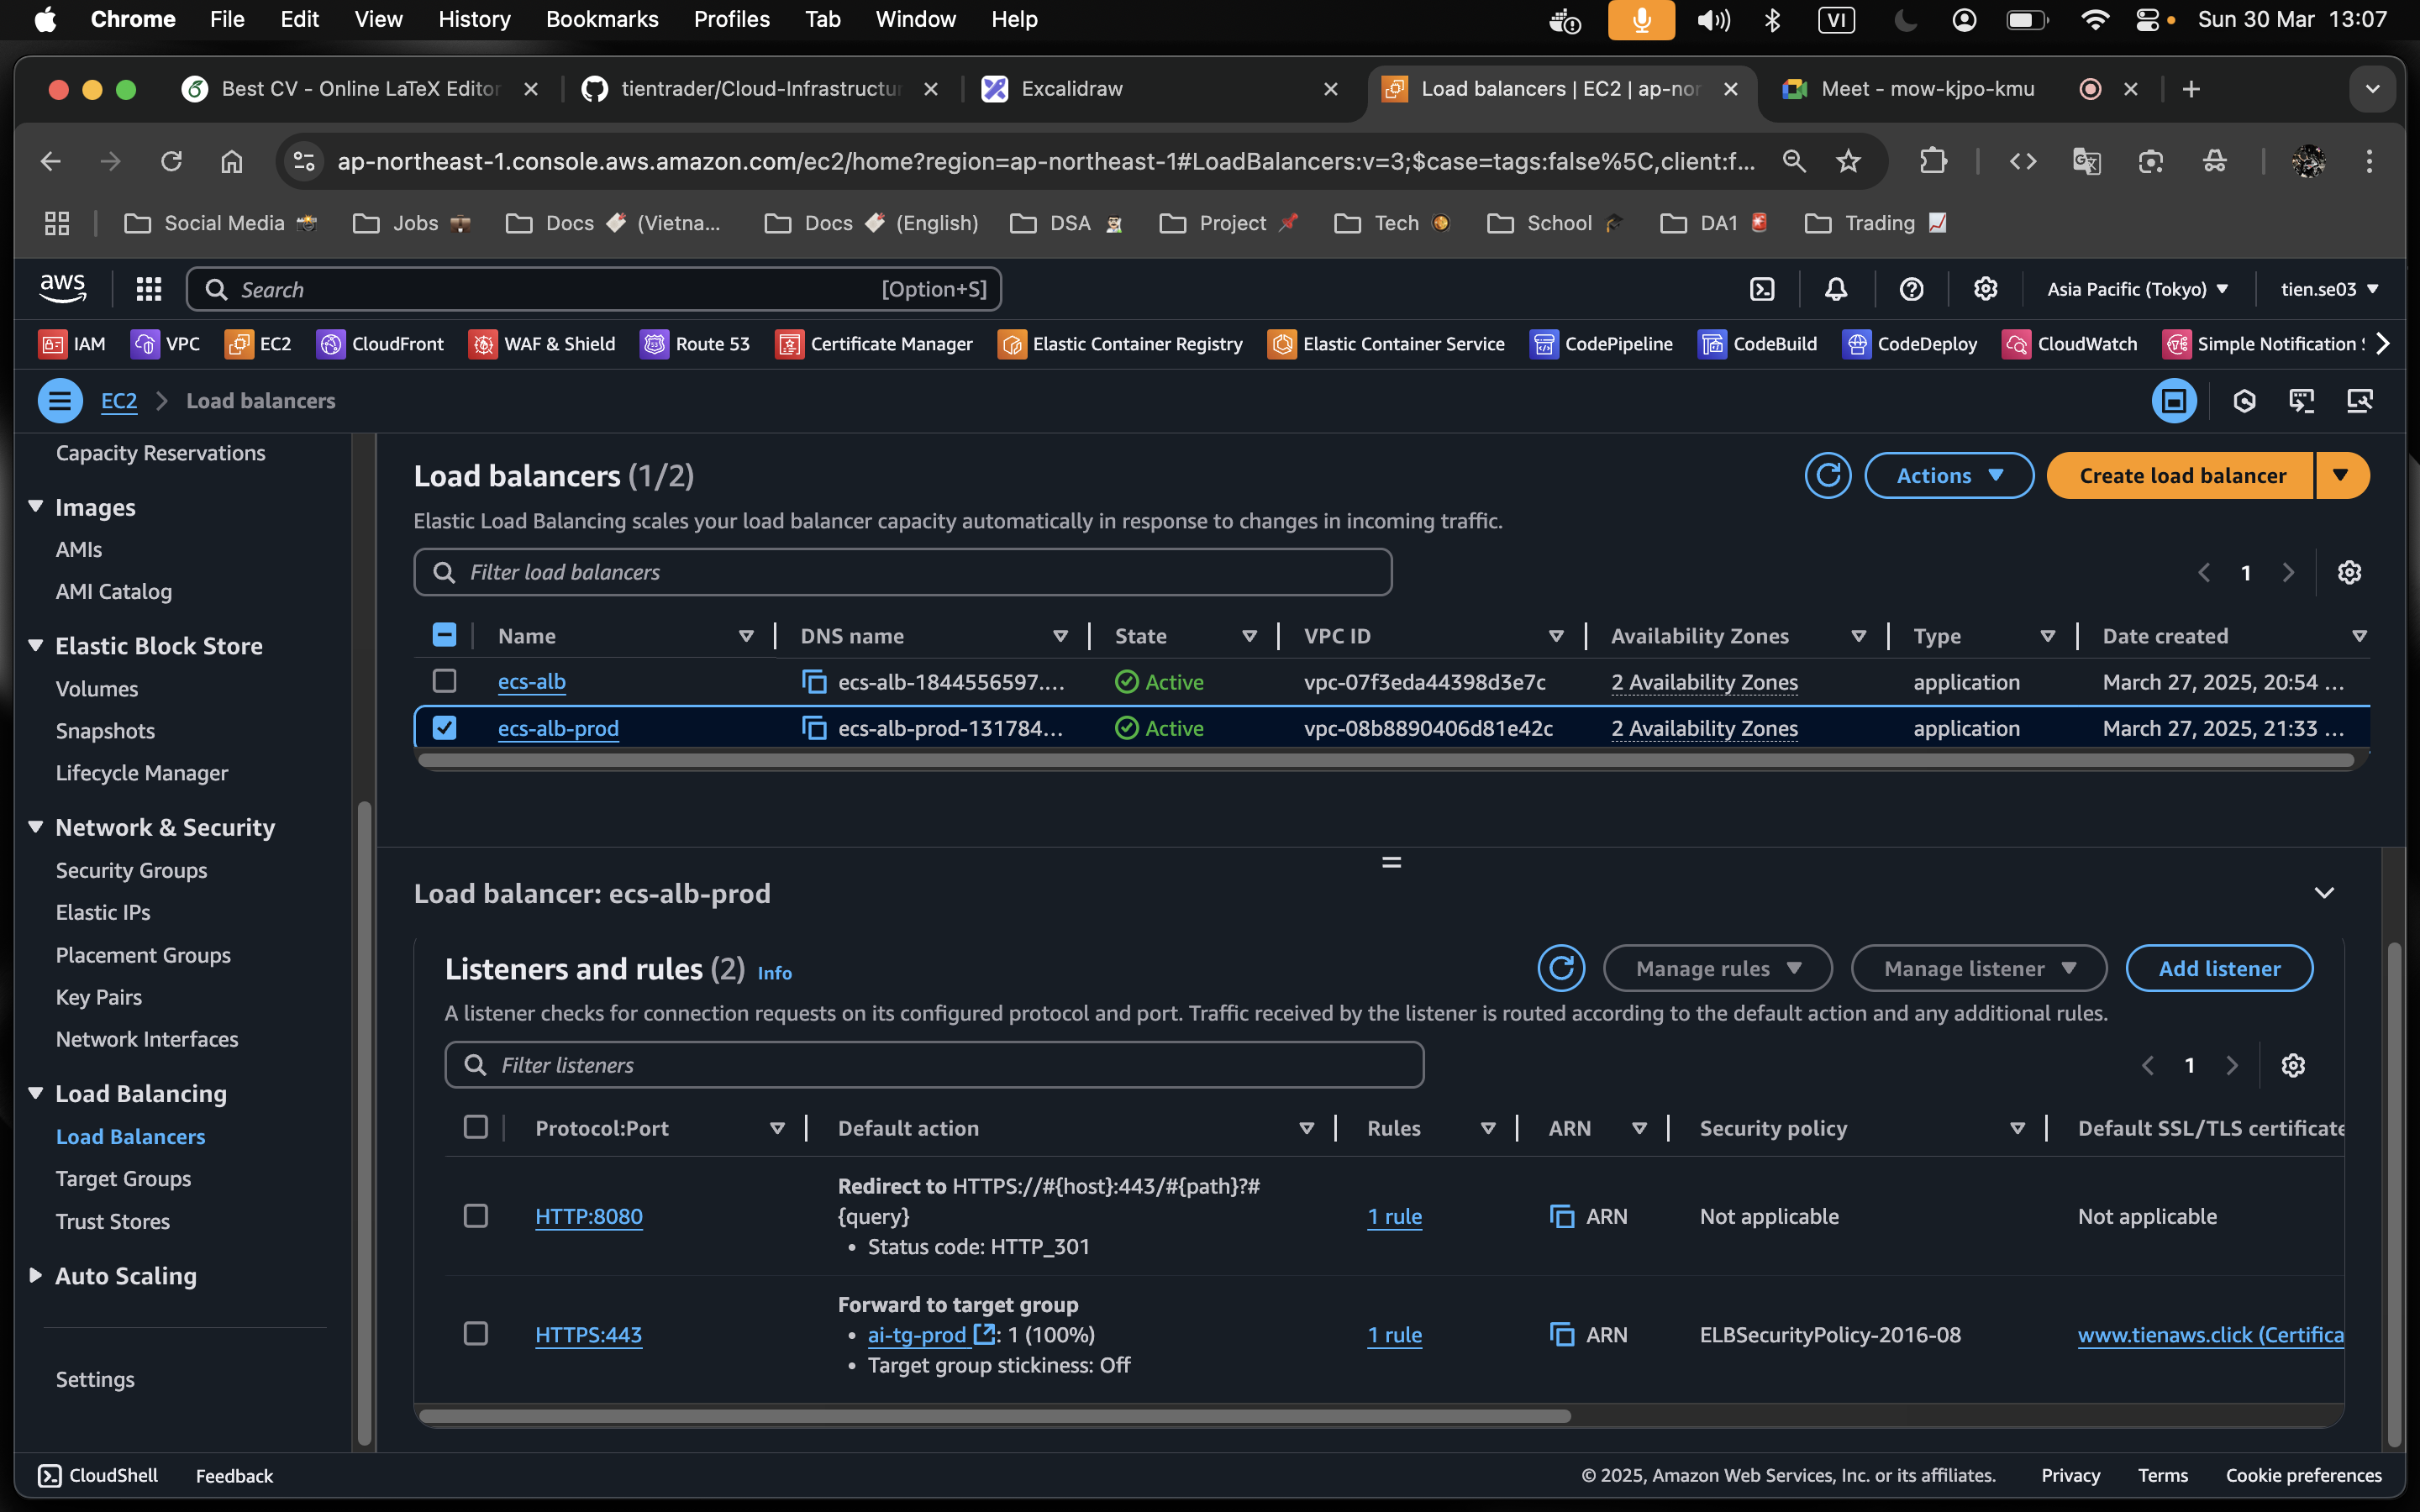 Chrome File Edit View History Bookmarks Profiles Tab Window Help VI Sun 30 Mar 13:07
Best CV - Online LaTeX Editor tientrader/Cloud-Infrastructur Excalidraw Load balancers | EC2 | ap-nor Meet - mow-kjpo-kmu
ap-northeast-1.console.aws.amazon.com/ec2/home?region=ap-northeast-1#LoadBalancers:v=3;$case=tags:false%5C,client:f...
Social Media Jobs Docs (Vietna... Docs (English) DSA Project Tech School DA1 Trading
aws Search [Option+S] Asia Pacific (Tokyo) tien.se03
IAM VPC EC2 CloudFront WAF & Shield Route 53 Certificate Manager Elastic Container Registry Elastic Container Service CodePipeline CodeBuild CodeDeploy CloudWatch Simple Notification
EC2 Load balancers
Capacity Reservations
Images
AMIs
AMI Catalog
Elastic Block Store
Volumes
Snapshots
Lifecycle Manager
Network & Security
Security Groups
Elastic IPs
Placement Groups
Key Pairs
Network Interfaces
Load Balancing
Load Balancers
Target Groups
Trust Stores
Auto Scaling
Settings
Load balancers (1/2)
Actions
Create load balancer
Elastic Load Balancing scales your load balancer capacity automatically in response to changes in incoming traffic.
Filter load balancers
1
Name DNS name State VPC ID Availability Zones Type Date created
ecs-alb ecs-alb-1844556597.... Active vpc-07f3eda44398d3e7c 2 Availability Zones application March 27, 2025, 20:54 ...
ecs-alb-prod ecs-alb-prod-131784... Active vpc-08b8890406d81e42c 2 Availability Zones application March 27, 2025, 21:33 ...
Load balancer: ecs-alb-prod
Listeners and rules (2) Info
Manage rules
Manage listener
Add listener
A listener checks for connection requests on its configured protocol and port. Traffic received by the listener is routed according to the default action and any additional rules.
Filter listeners
1
Protocol:Port Default action Rules ARN Security policy Default SSL/TLS certificate
Redirect to HTTPS://#{host}:443/#{path}?#
{query}
HTTP:8080 1 rule ARN Not applicable Not applicable
• Status code: HTTP_301
Forward to target group
HTTPS:443 • ai-tg-prod : 1 (100%) 1 rule ARN ELBSecurityPolicy-2016-08 www.tienaws.click (Certifica
• Target group stickiness: Off
CloudShell Feedback © 2025, Amazon Web Services, Inc. or its affiliates. Privacy Terms Cookie preferences